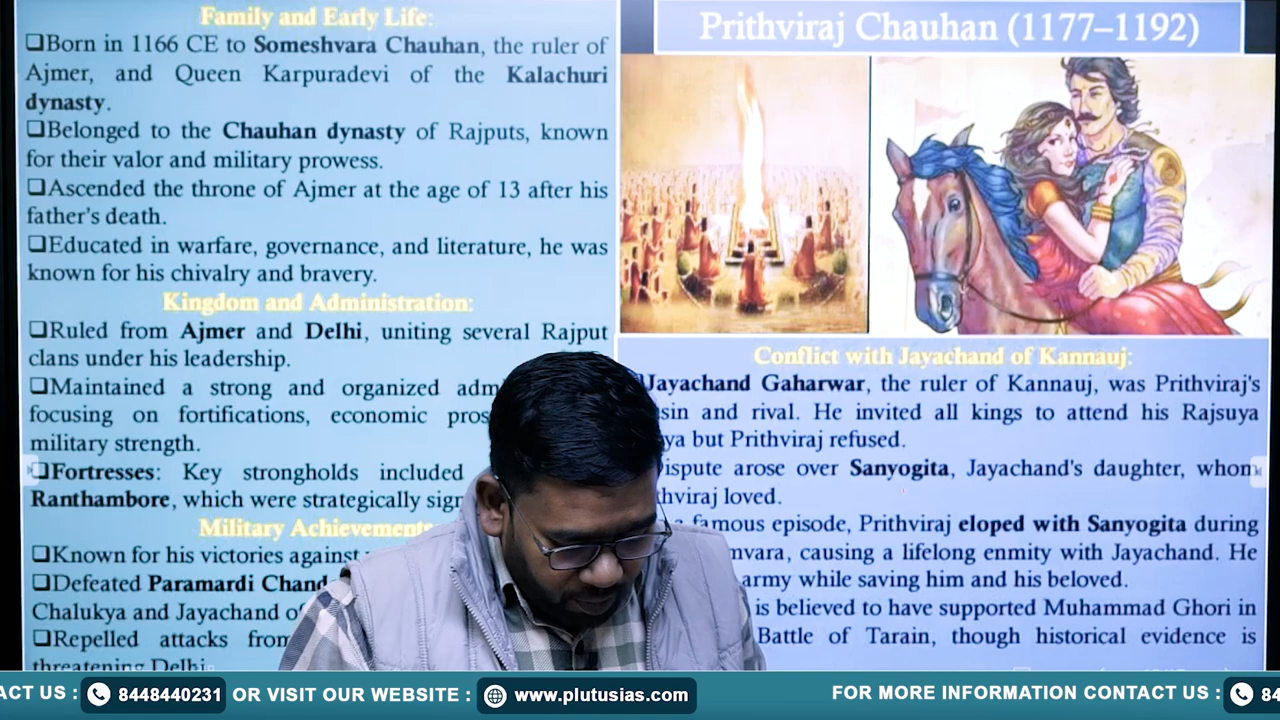 Family and Early Life:
❑Born in 1166 CE to Someshvara Chauhan, the ruler of
Ajmer, and Queen Karpuradevi of the Kalachuri
dynasty.
❑Belonged to the Chauhan dynasty of Rajputs, known
for their valor and military prowess.
❑Ascended the throne of Ajmer at the age of 13 after his
father's death.
❑Educated in warfare, governance, and literature, he was
known for his chivalry and bravery.
Kingdom and Administration:
❑Ruled from Ajmer and Delhi, uniting several Rajput
clans under his leadership.
❑Maintained a strong and organized adm
focusing on fortifications, economic pros
military strength.
❑Fortresses: Key strongholds included
Ranthambore, which were strategically sign
Military Achievements
❑Known for his victories against
❑Defeated Paramardi Chand
Chalukya and Jayachand of
❑Repelled attacks from
threatening Delhi.
Prithviraj Chauhan (1177–1192)
Conflict with Jayachand of Kannauj:
Jayachand Gaharwar, the ruler of Kannauj, was Prithviraj's
sin and rival. He invited all kings to attend his Rajsuya
ya but Prithviraj refused.
ispute arose over Sanyogita, Jayachand's daughter, whom
thviraj loved.
a famous episode, Prithviraj eloped with Sanyogita during
mvara, causing a lifelong enmity with Jayachand. He
army while saving him and his beloved.
is believed to have supported Muhammad Ghori in
Battle of Tarain, though historical evidence is
ACT US : 8448440231 OR VISIT OUR WEBSITE : www.plutusias.com FOR MORE INFORMATION CONTACT US : 84